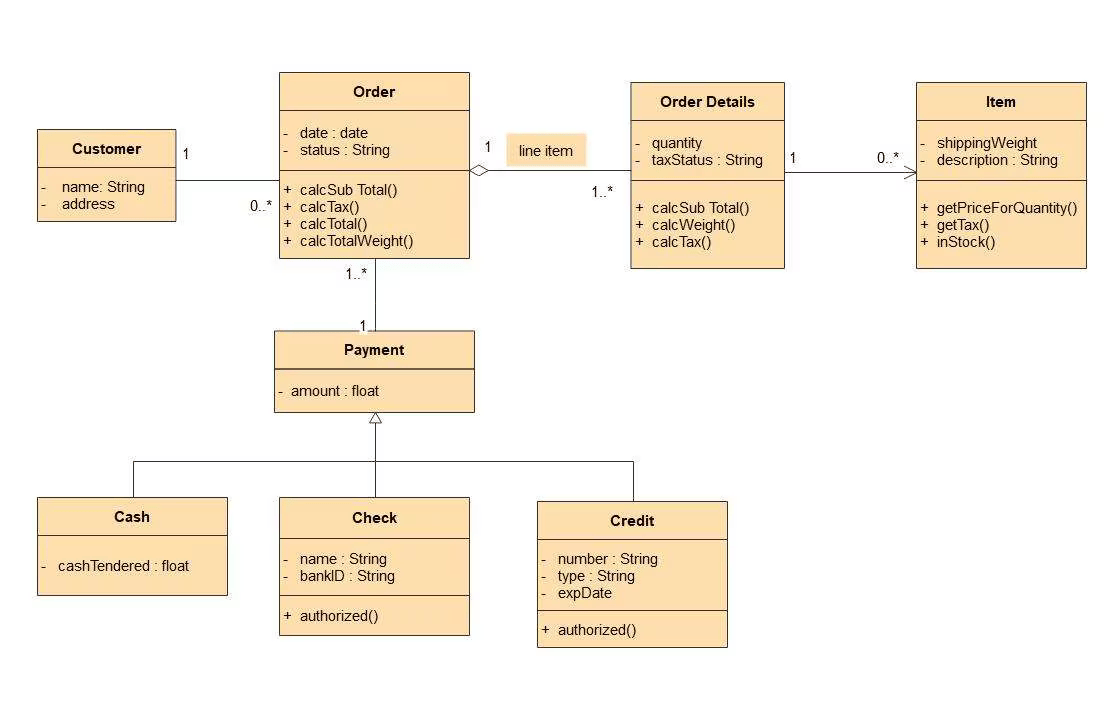 Customer
- name: String
- address
1
0..*
Order
- date : date
- status : String
+ calcSub Total()
+ calcTax()
+ calcTotal()
+ calcTotalWeight()
1
line item
1..*
Order Details
- quantity
- taxStatus : String
+ calcSub Total()
+ calcWeight()
+ calcTax()
1
0..*
Item
- shippingWeight
- description : String
+ getPriceForQuantity()
+ getTax()
+ inStock()
1..*
1
Payment
- amount : float
Cash
- cashTendered : float
Check
- name : String
- bankID : String
+ authorized()
Credit
- number : String
- type : String
- expDate
+ authorized()